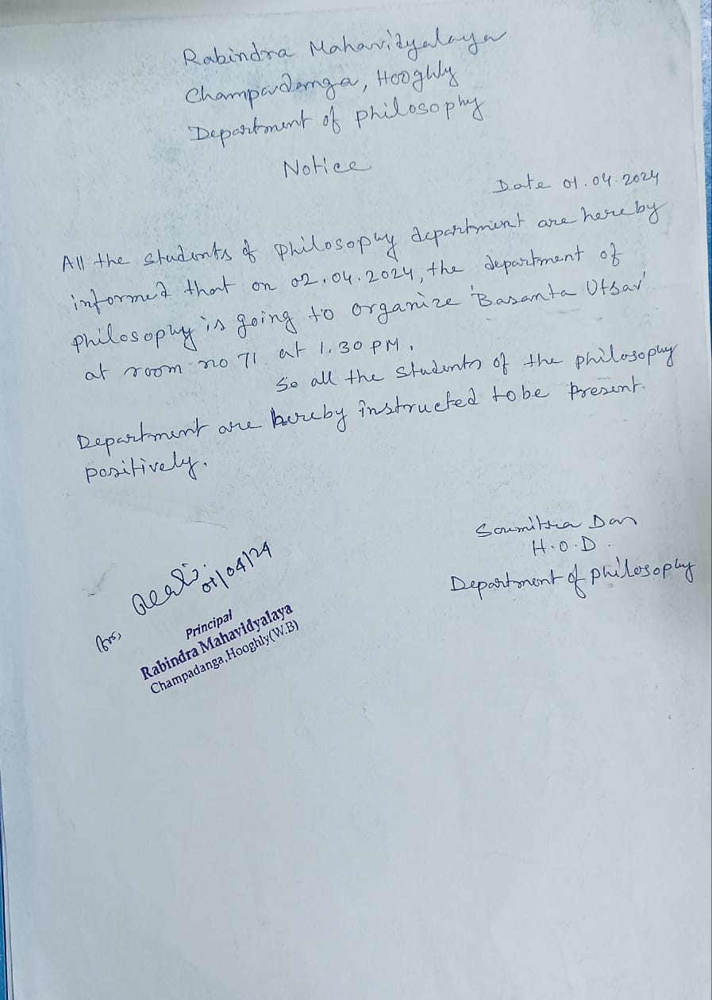 Rabindra Mahavidyalaya
Champadanga, Hooghly
Department of philosophy
Notice
Date 01.04.2024
All the students of philosophy department are hereby
informed that on 02.04.2024, the department of
philosophy is going to organize 'Basanta Utsav'
at room no 71 at 1.30 PM.
So all the students of the philosophy
Department are hereby instructed to be present.
positively.
Soumitra Das
H.O.D.
Department of philosophy
01/04/24
Principal
Rabindra Mahavidyalaya
Champadanga,Hooghly(W.B)